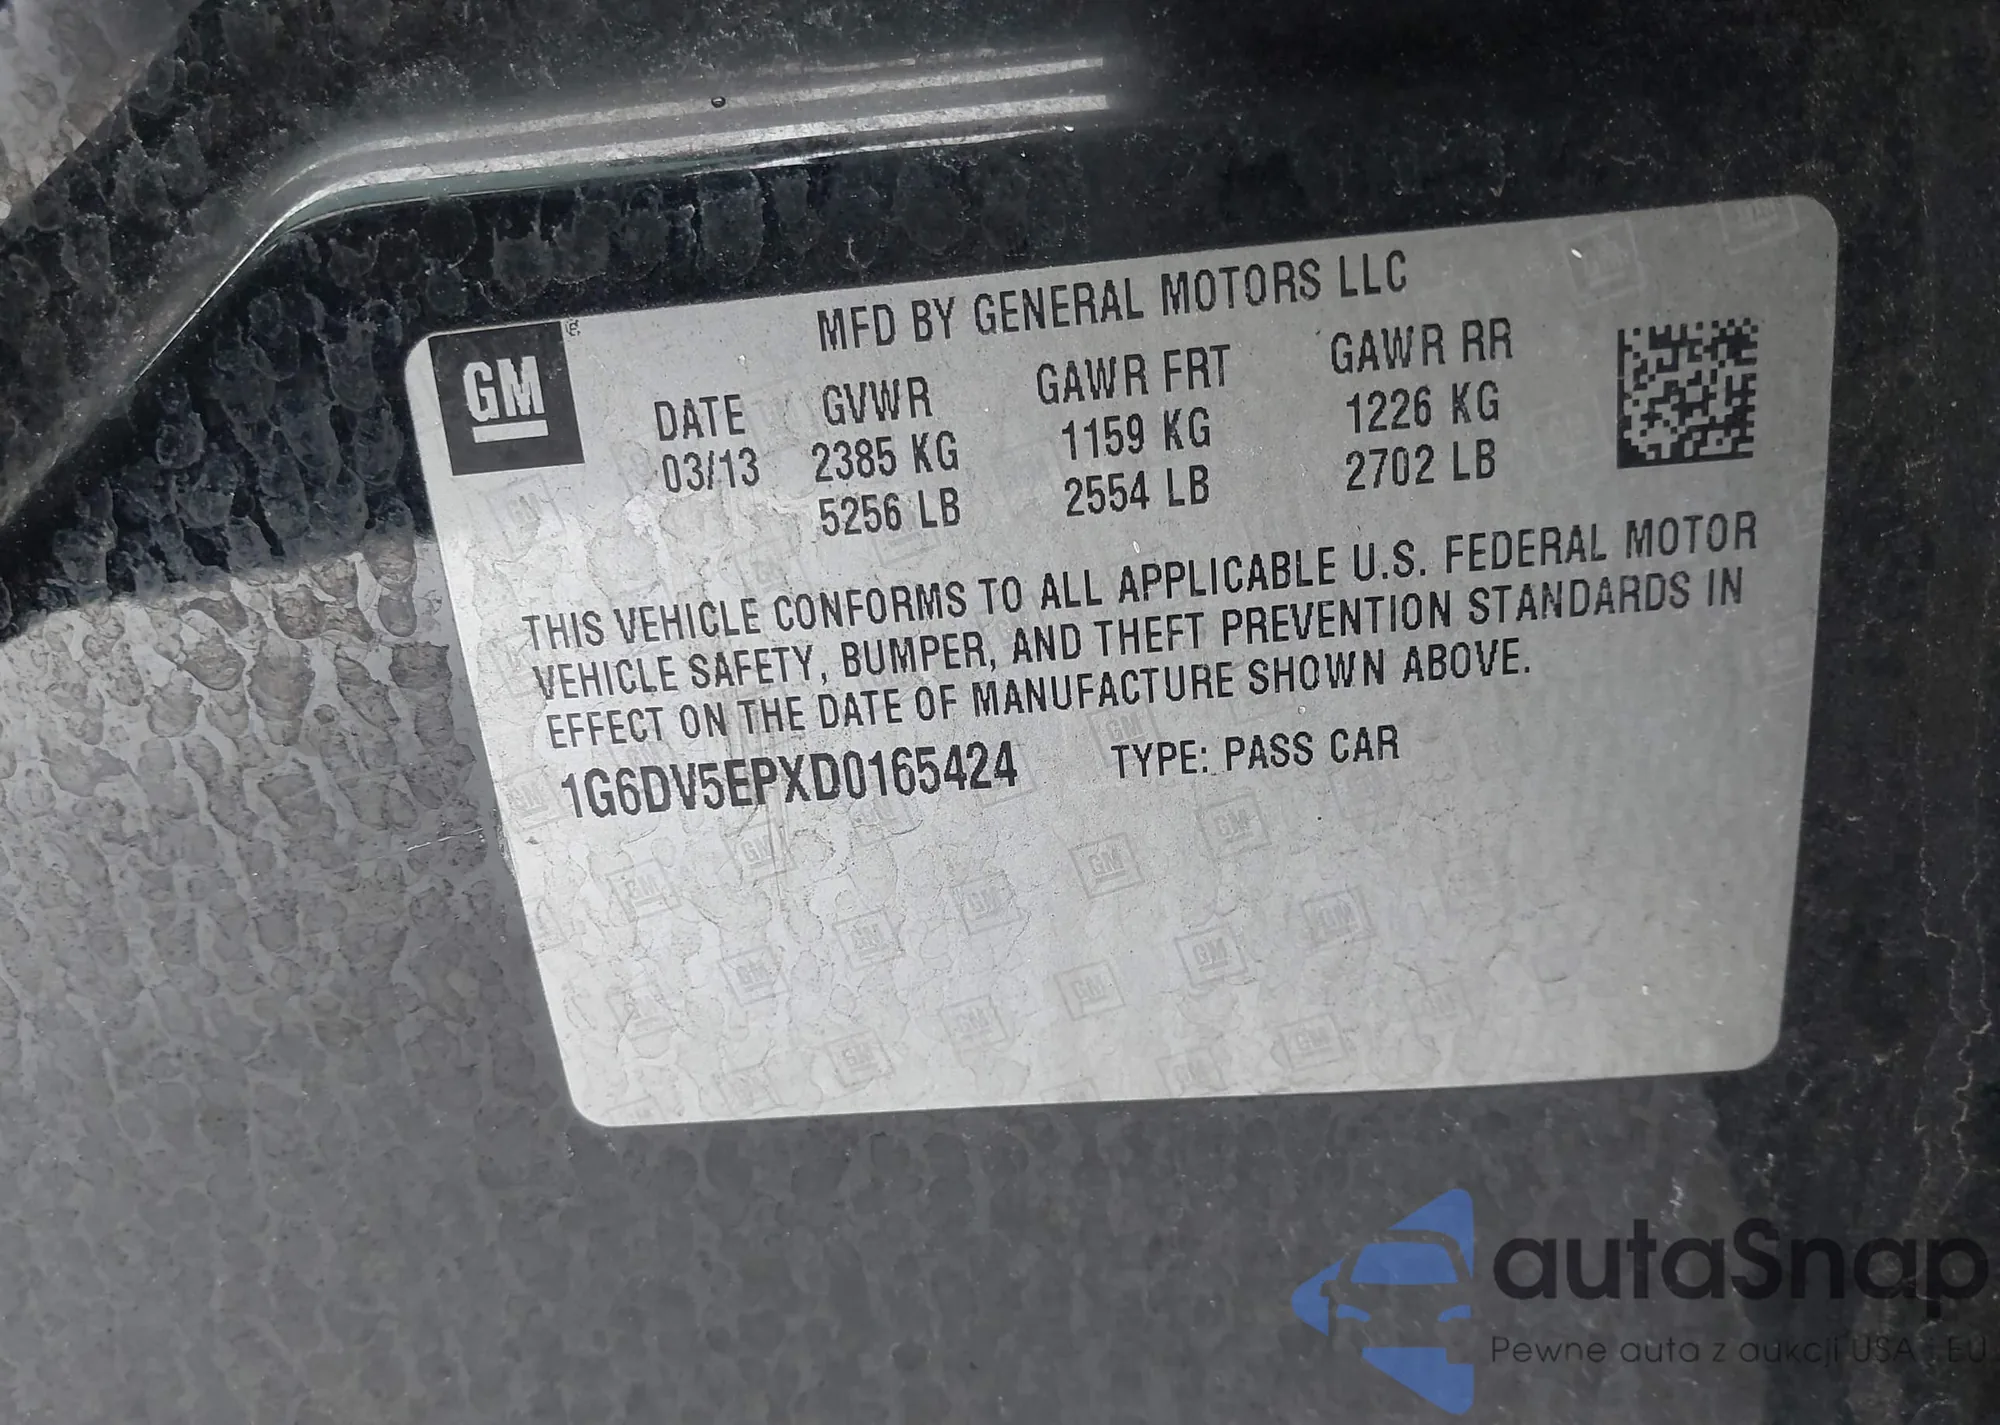 MFD BY GENERAL MOTORS LLC
GM
DATE GVWR GAWR FRT GAWR RR
03/13 2385 KG 1159 KG 1226 KG
5256 LB 2554 LB 2702 LB
THIS VEHICLE CONFORMS TO ALL APPLICABLE U.S. FEDERAL MOTOR
VEHICLE SAFETY, BUMPER, AND THEFT PREVENTION STANDARDS IN
EFFECT ON THE DATE OF MANUFACTURE SHOWN ABOVE.
1G6DV5EPXD0165424 TYPE: PASS CAR
autaSnap
Pewne auta z aukcji USA i EU